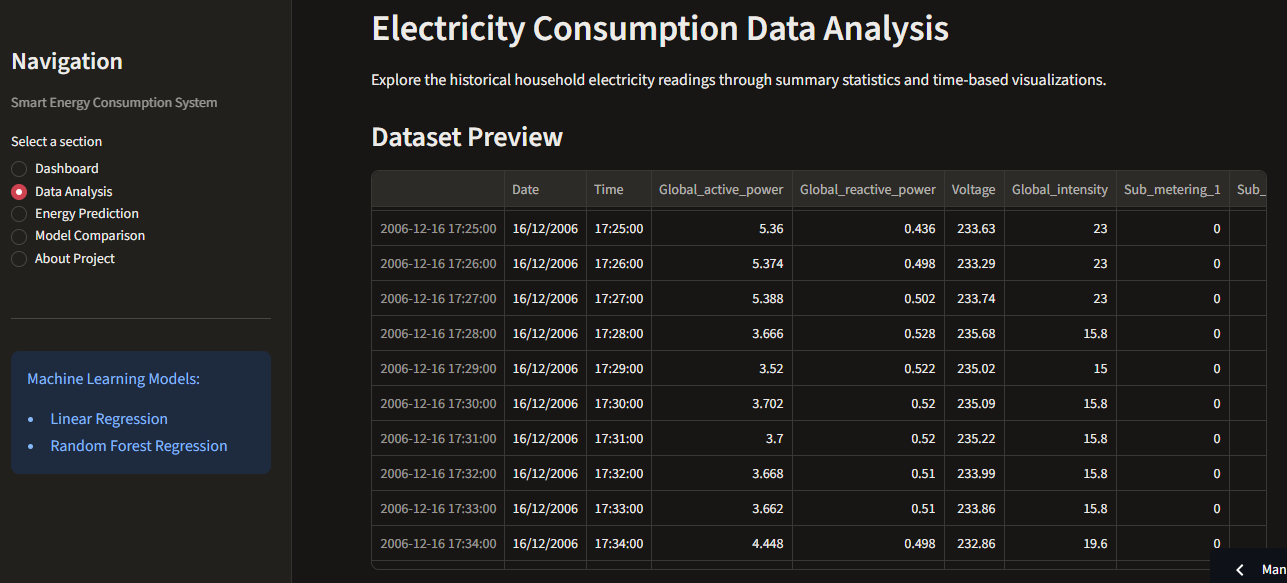 Navigation
Smart Energy Consumption System
Select a section
Dashboard
Data Analysis
Energy Prediction
Model Comparison
About Project
Machine Learning Models:
• Linear Regression
• Random Forest Regression
Electricity Consumption Data Analysis
Explore the historical household electricity readings through summary statistics and time-based visualizations.
Dataset Preview
Date Time Global_active_power Global_reactive_power Voltage Global_intensity Sub_metering_1 Sub_
2006-12-16 17:25:00 16/12/2006 17:25:00 5.36 0.436 233.63 23 0
2006-12-16 17:26:00 16/12/2006 17:26:00 5.374 0.498 233.29 23 0
2006-12-16 17:27:00 16/12/2006 17:27:00 5.388 0.502 233.74 23 0
2006-12-16 17:28:00 16/12/2006 17:28:00 3.666 0.528 235.68 15.8 0
2006-12-16 17:29:00 16/12/2006 17:29:00 3.52 0.522 235.02 15 0
2006-12-16 17:30:00 16/12/2006 17:30:00 3.702 0.52 235.09 15.8 0
2006-12-16 17:31:00 16/12/2006 17:31:00 3.7 0.52 235.22 15.8 0
2006-12-16 17:32:00 16/12/2006 17:32:00 3.668 0.51 233.99 15.8 0
2006-12-16 17:33:00 16/12/2006 17:33:00 3.662 0.51 233.86 15.8 0
2006-12-16 17:34:00 16/12/2006 17:34:00 4.448 0.498 232.86 19.6 0
Man